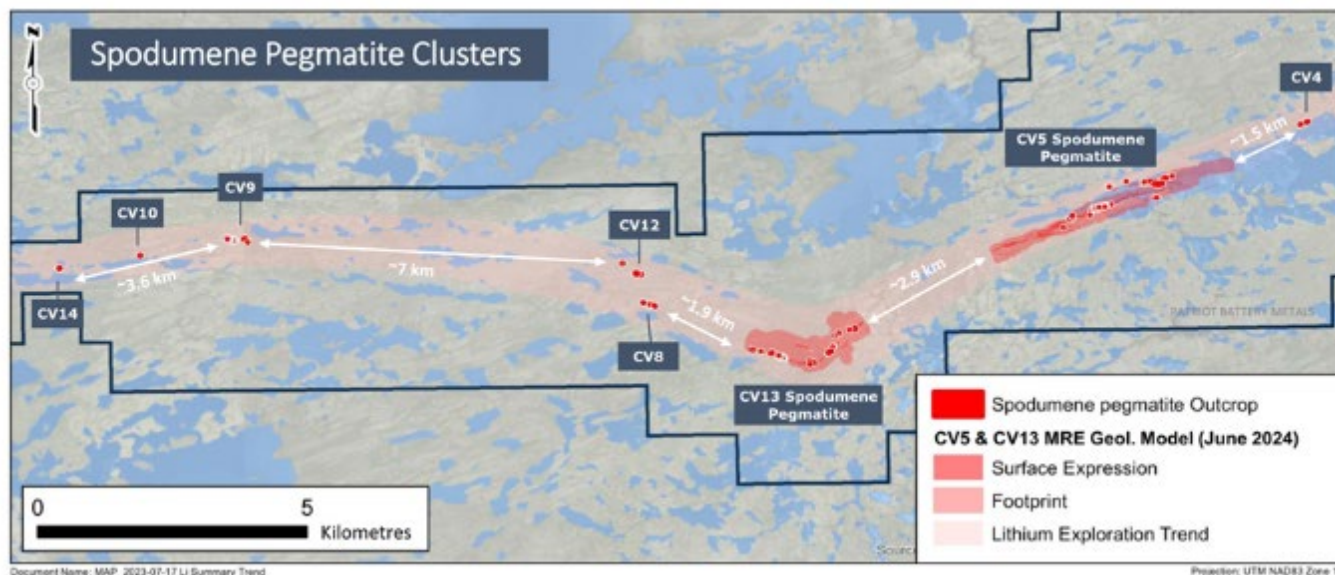 N
Spodumene Pegmatite Clusters
CV4
~1.5 km
CV5 Spodumene
Pegmatite
CV9
CV10
CV12
~7 km
~3.6 km
~2.9 km
~1.9 km
CV14
CV8
PATRIOT BATTERY METALS
CV13 Spodumene
Pegmatite
Spodumene pegmatite Outcrop
CV5 & CV13 MRE Geol. Model (June 2024)
Surface Expression
Footprint
Lithium Exploration Trend
0 5
Kilometres
Document Name: MAP_2023-07-17 Li Summary Trend
Projection: UTM NAD83 Zone